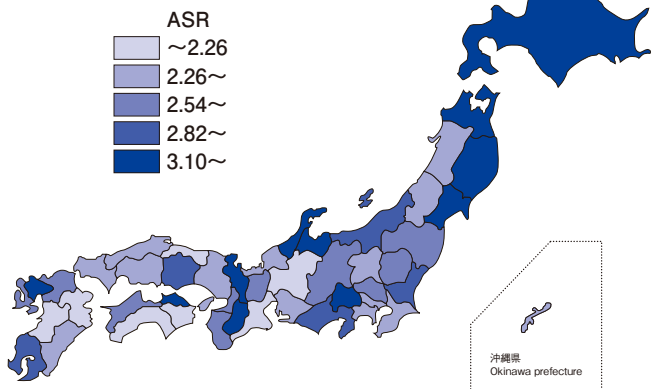 ASR
～2.26
2.26～
2.54～
2.82～
3.10～
沖縄県
Okinawa prefecture